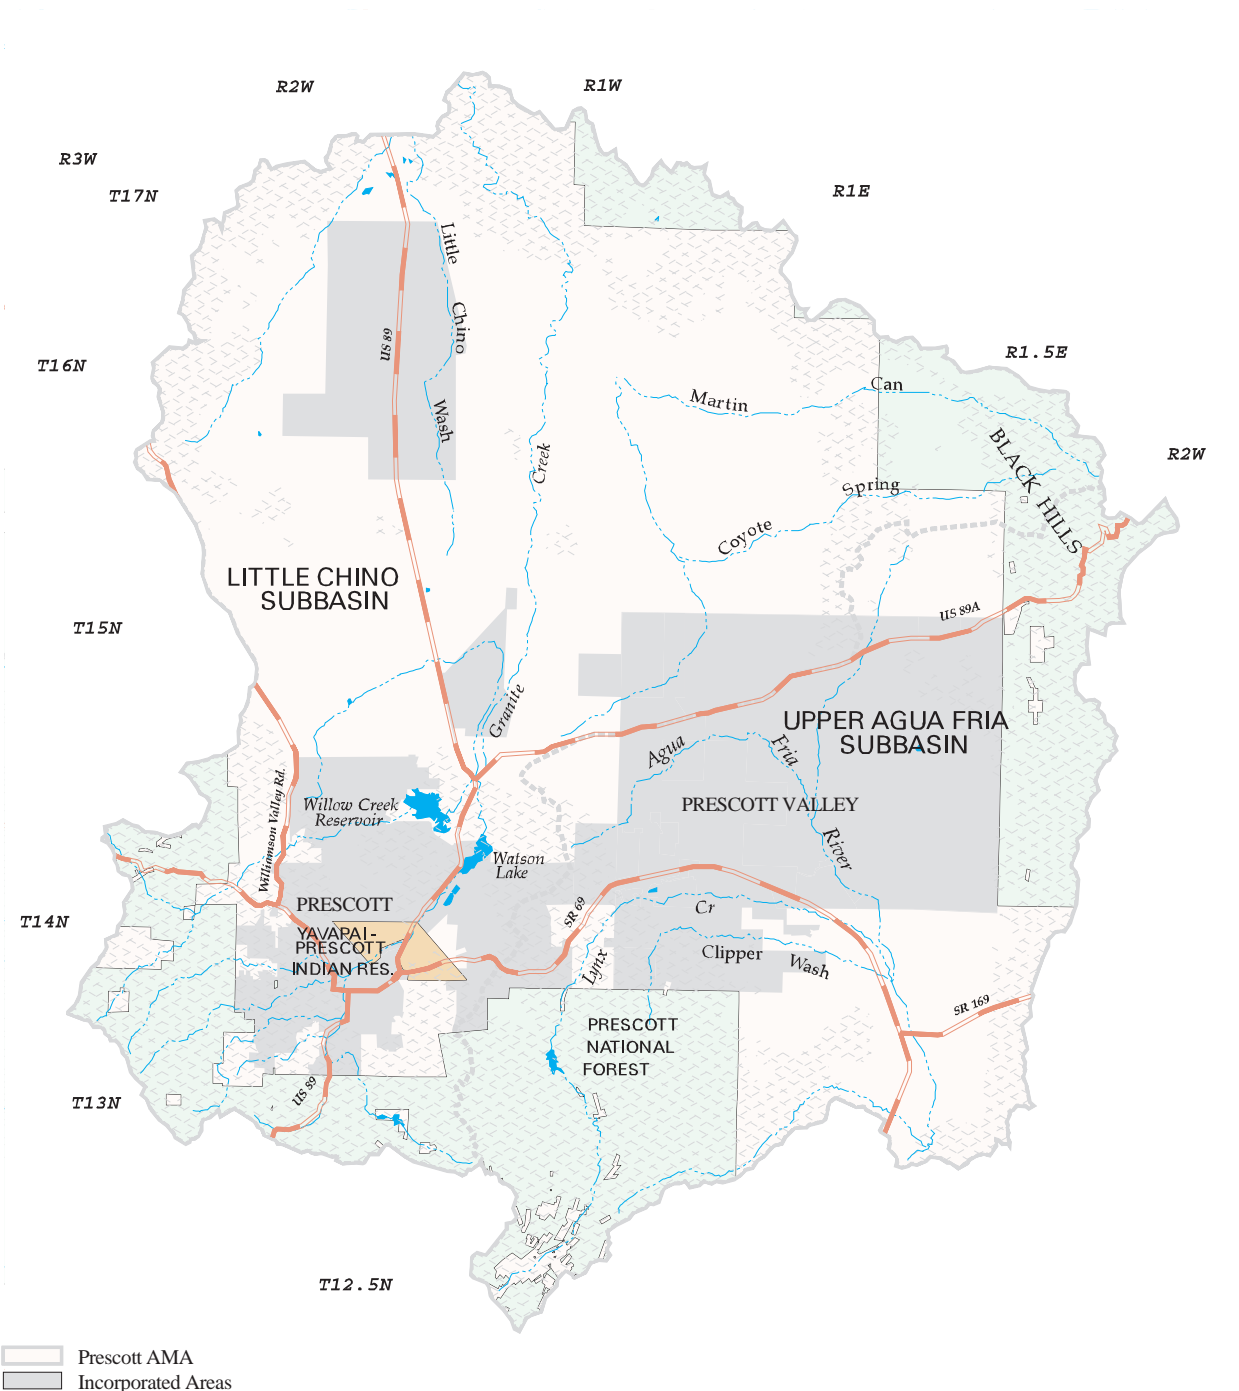 R2W
R1W
R3W
T17N
R1E
Little
Chino
Wash
US 89
T16N
R1.5E
Martin
Can
BLACK HILLS
R2W
Creek
Spring
Coyote
LITTLE CHINO
SUBBASIN
US 89A
T15N
Granite
UPPER AGUA FRIA
SUBBASIN
Agua
Fria
River
Williamson Valley Rd.
Willow Creek
Reservoir
PRESCOTT VALLEY
Watson
Lake
PRESCOTT
SR 69
Cr
T14N
YAVAPAI-
PRESCOTT
INDIAN RES.
Lynx
Clipper
Wash
SR 169
PRESCOTT
NATIONAL
FOREST
US 89
T13N
T12.5N
Prescott AMA
Incorporated Areas